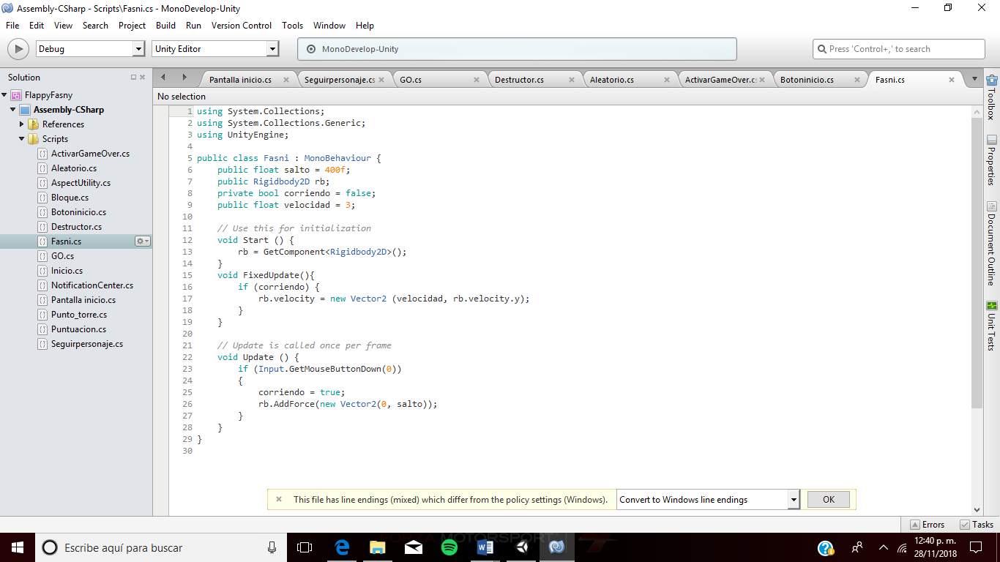 Assembly-CSharp - Scripts\Fasni.cs - MonoDevelop-Unity
File Edit View Search Project Build Run Version Control Tools Window Help
Debug Unity Editor MonoDevelop-Unity Press 'Control+,' to search
Solution
FlappyFasny
Assembly-CSharp
References
Scripts
ActivarGameOver.cs
Aleatorio.cs
AspectUtility.cs
Bloque.cs
Botoninicio.cs
Destructor.cs
Fasni.cs
GO.cs
Inicio.cs
NotificationCenter.cs
Pantalla inicio.cs
Punto_torre.cs
Puntuacion.cs
Seguirpersonaje.cs
Pantalla inicio.cs Seguirpersonaje.cs GO.cs Destructor.cs Aleatorio.cs ActivarGameOver.c Botoninicio.cs Fasni.cs
No selection
1 using System.Collections;
2 using System.Collections.Generic;
3 using UnityEngine;
4
5 public class Fasni : MonoBehaviour {
6 public float salto = 400f;
7 public Rigidbody2D rb;
8 private bool corriendo = false;
9 public float velocidad = 3;
10
11 // Use this for initialization
12 void Start () {
13 rb = GetComponent<Rigidbody2D>();
14 }
15 void FixedUpdate(){
16 if (corriendo) {
17 rb.velocity = new Vector2 (velocidad, rb.velocity.y);
18 }
19 }
20
21 // Update is called once per frame
22 void Update () {
23 if (Input.GetMouseButtonDown(0))
24 {
25 corriendo = true;
26 rb.AddForce(new Vector2(0, salto));
27 }
28 }
29 }
30
This file has line endings (mixed) which differ from the policy settings (Windows). Convert to Windows line endings OK
Toolbox
Properties
Document Outline
Unit Tests
Errors Tasks
Escribe aquí para buscar
MOTORSPORT
12:40 p. m.
28/11/2018